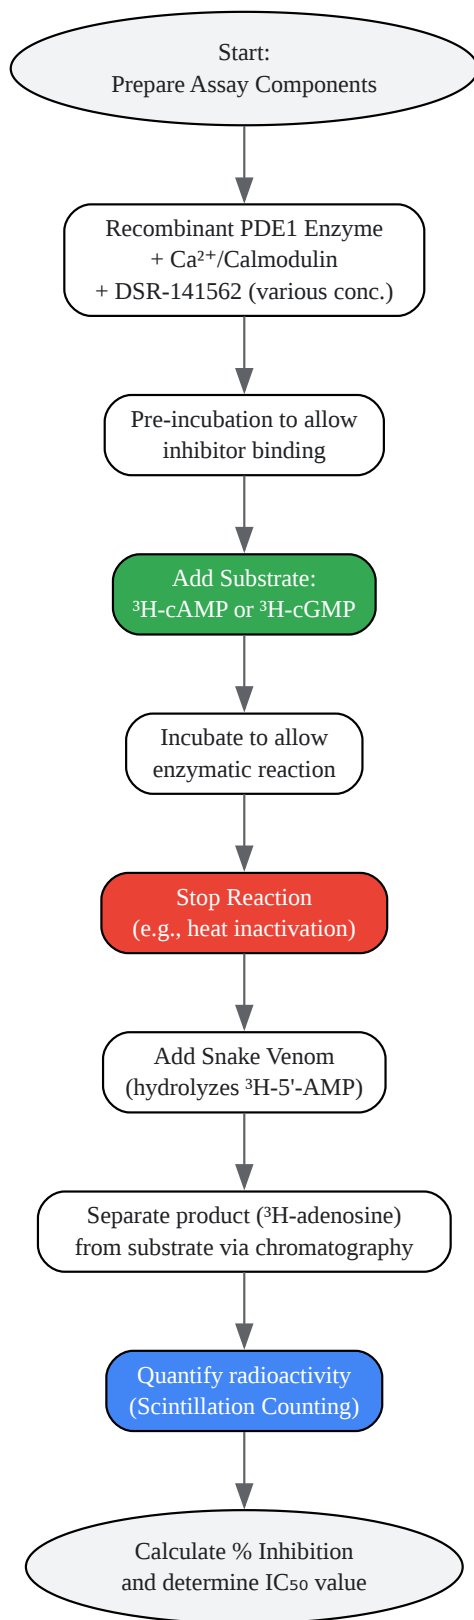 Start:
Prepare Assay Components
Recombinant PDE1 Enzyme
+ Ca²⁺/Calmodulin
+ DSR-141562 (various conc.)
Pre-incubation to allow
inhibitor binding
Add Substrate:
³H-cAMP or ³H-cGMP
Incubate to allow
enzymatic reaction
Stop Reaction
(e.g., heat inactivation)
Add Snake Venom
(hydrolyzes ³H-5'-AMP)
Separate product (³H-adenosine)
from substrate via chromatography
Quantify radioactivity
(Scintillation Counting)
Calculate % Inhibition
and determine IC₅₀ value